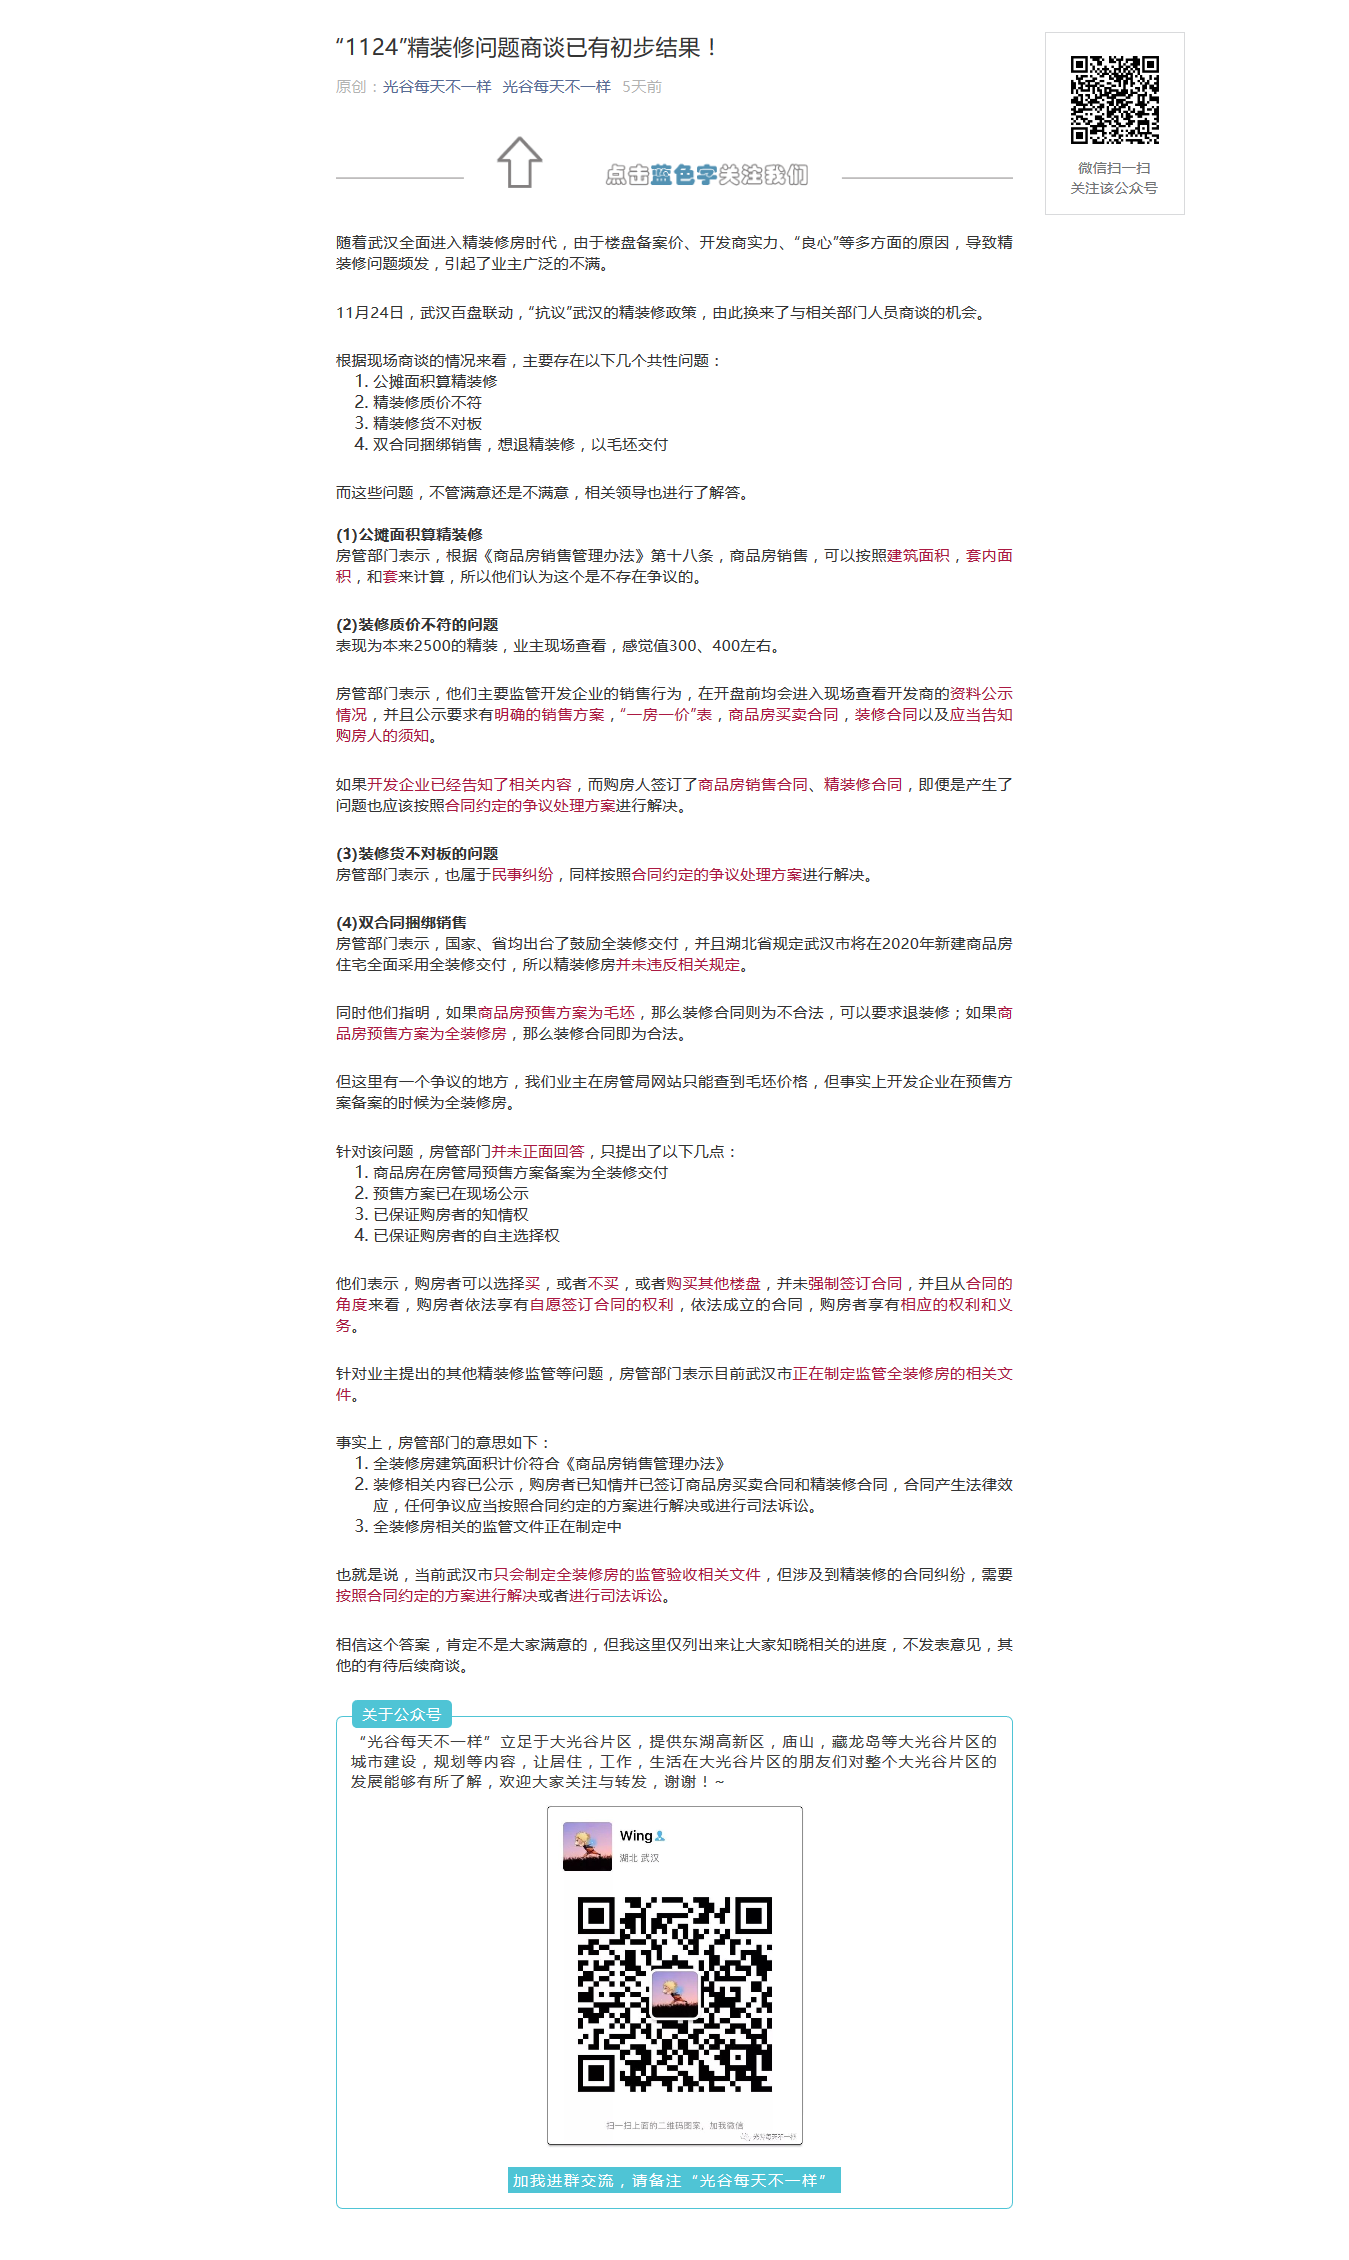 “1124”精装修问题商谈已有初步结果！
原创：光谷每天不一样 光谷每天不一样 5天前
微信扫一扫
关注该公众号
点击蓝色字关注我们
随着武汉全面进入精装修房时代，由于楼盘备案价、开发商实力、“良心”等多方面的原因，导致精
装修问题频发，引起了业主广泛的不满。
11月24日，武汉百盘联动，“抗议”武汉的精装修政策，由此换来了与相关部门人员商谈的机会。
根据现场商谈的情况来看，主要存在以下几个共性问题：
1. 公摊面积算精装修
2. 精装修质价不符
3. 精装修货不对板
4. 双合同捆绑销售，想退精装修，以毛坯交付
而这些问题，不管满意还是不满意，相关领导也进行了解答。
(1)公摊面积算精装修
房管部门表示，根据《商品房销售管理办法》第十八条，商品房销售，可以按照建筑面积，套内面
积，和套来计算，所以他们认为这个是不存在争议的。
(2)装修质价不符的问题
表现为本来2500的精装，业主现场查看，感觉值300、400左右。
房管部门表示，他们主要监管开发企业的销售行为，在开盘前均会进入现场查看开发商的资料公示
情况，并且公示要求有明确的销售方案，“一房一价”表，商品房买卖合同，装修合同以及应当告知
购房人的须知。
如果开发企业已经告知了相关内容，而购房人签订了商品房销售合同、精装修合同，即便是产生了
问题也应该按照合同约定的争议处理方案进行解决。
(3)装修货不对板的问题
房管部门表示，也属于民事纠纷，同样按照合同约定的争议处理方案进行解决。
(4)双合同捆绑销售
房管部门表示，国家、省均出台了鼓励全装修交付，并且湖北省规定武汉市将在2020年新建商品房
住宅全面采用全装修交付，所以精装修房并未违反相关规定。
同时他们指明，如果商品房预售方案为毛坯，那么装修合同则为不合法，可以要求退装修；如果商
品房预售方案为全装修房，那么装修合同即为合法。
但这里有一个争议的地方，我们业主在房管局网站只能查到毛坯价格，但事实上开发企业在预售方
案备案的时候为全装修房。
针对该问题，房管部门并未正面回答，只提出了以下几点：
1. 商品房在房管局预售方案备案为全装修交付
2. 预售方案已在现场公示
3. 已保证购房者的知情权
4. 已保证购房者的自主选择权
他们表示，购房者可以选择买，或者不买，或者购买其他楼盘，并未强制签订合同，并且从合同的
角度来看，购房者依法享有自愿签订合同的权利，依法成立的合同，购房者享有相应的权利和义
务。
针对业主提出的其他精装修监管等问题，房管部门表示目前武汉市正在制定监管全装修房的相关文
件。
事实上，房管部门的意思如下：
1. 全装修房建筑面积计价符合《商品房销售管理办法》
2. 装修相关内容已公示，购房者已知情并已签订商品房买卖合同和精装修合同，合同产生法律效
应，任何争议应当按照合同约定的方案进行解决或进行司法诉讼。
3. 全装修房相关的监管文件正在制定中
也就是说，当前武汉市只会制定全装修房的监管验收相关文件，但涉及到精装修的合同纠纷，需要
按照合同约定的方案进行解决或者进行司法诉讼。
相信这个答案，肯定不是大家满意的，但我这里仅列出来让大家知晓相关的进度，不发表意见，其
他的有待后续商谈。
关于公众号
“光谷每天不一样”立足于大光谷片区，提供东湖高新区，庙山，藏龙岛等大光谷片区的
城市建设，规划等内容，让居住，工作，生活在大光谷片区的朋友们对整个大光谷片区的
发展能够有所了解，欢迎大家关注与转发，谢谢！~
Wing
湖北 武汉
扫一扫上面的二维码图案，加我微信
光谷每天不一样
加我进群交流，请备注“光谷每天不一样”